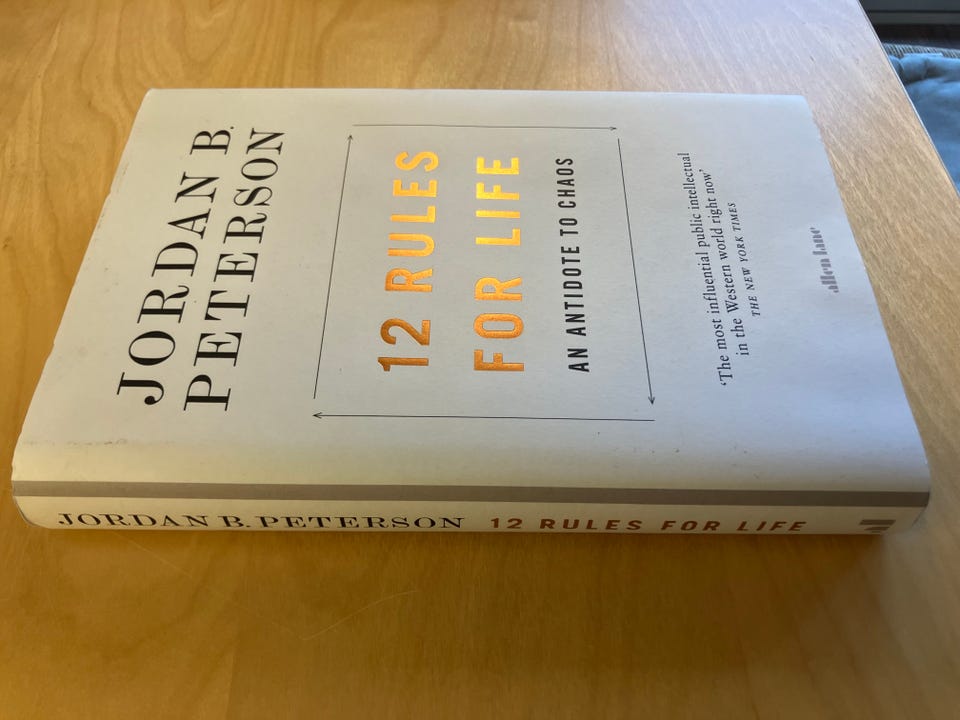 JORDAN B.
PETERSON
12 RULES
FOR LIFE
AN ANTIDOTE TO CHAOS
‘The most influential public intellectual
in the Western world right now’
THE NEW YORK TIMES
allen lane
JORDAN B. PETERSON 12 RULES FOR LIFE